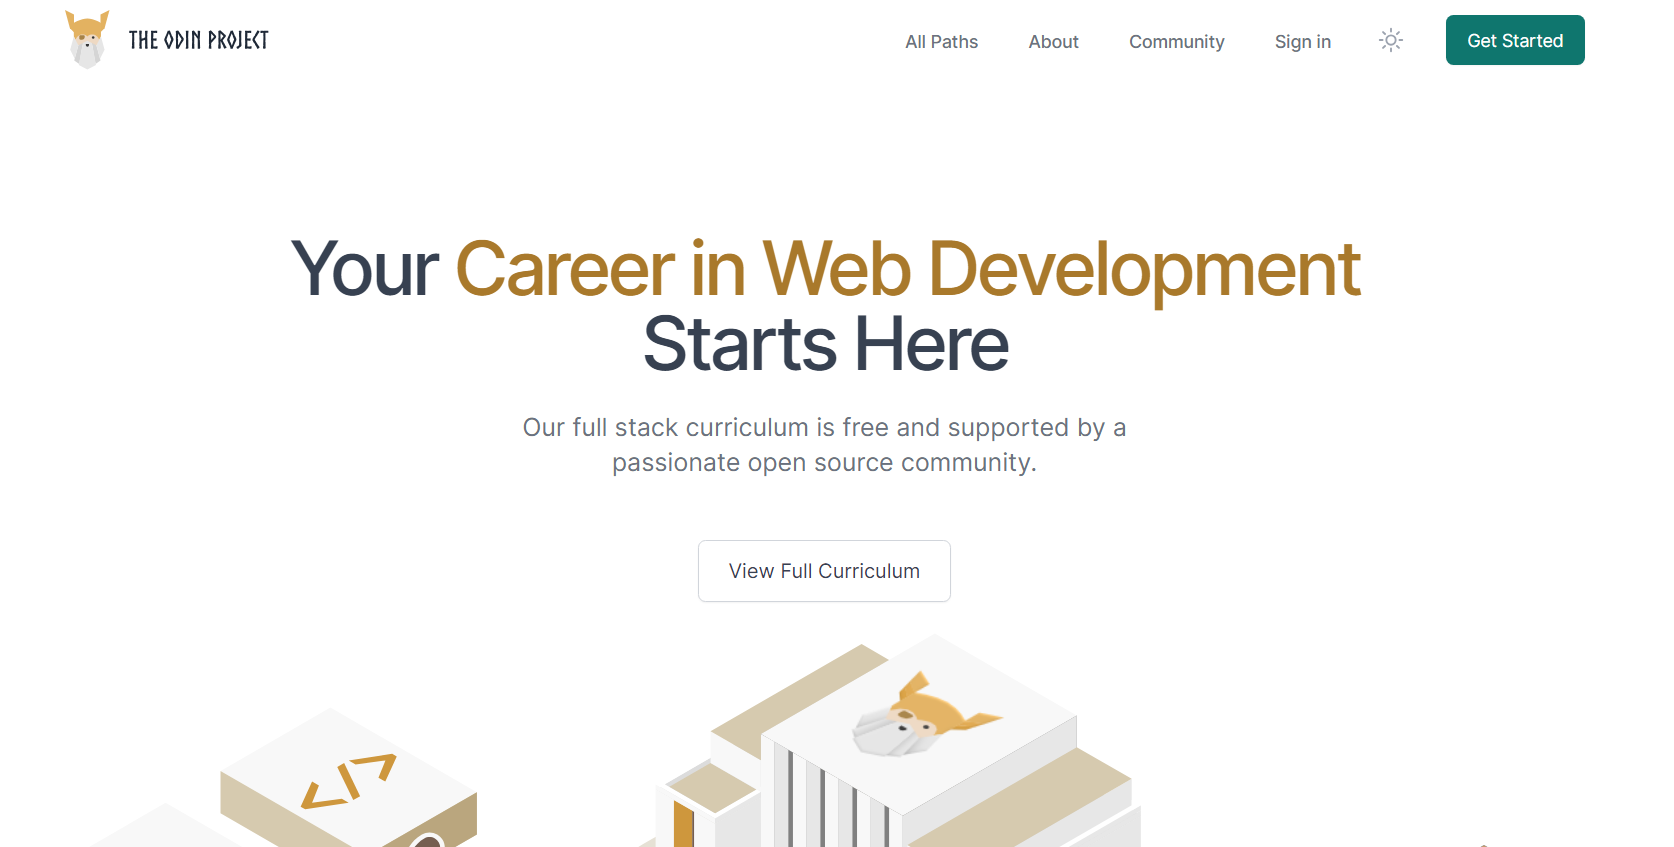 THE ODIN PROJECT
All Paths
About
Community
Sign in
Get Started
Your Career in Web Development
Starts Here
Our full stack curriculum is free and supported by a
passionate open source community.
View Full Curriculum
</>